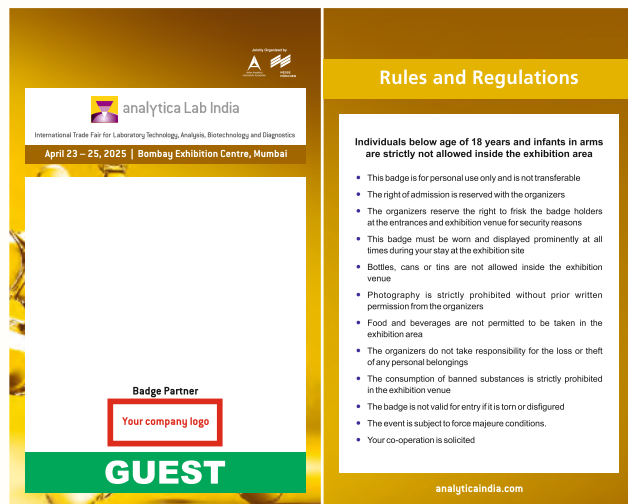 Jointly Organized by
MESSE
MÜNCHEN
analytica Lab India
International Trade Fair for Laboratory Technology, Analysis, Biotechnology and Diagnostics
April 23 – 25, 2025 | Bombay Exhibition Centre, Mumbai
Badge Partner
Your company logo
GUEST
Rules and Regulations
Individuals below age of 18 years and infants in arms
are strictly not allowed inside the exhibition area
• This badge is for personal use only and is not transferable
• The right of admission is reserved with the organizers
• The organizers reserve the right to frisk the badge holders
at the entrances and exhibition venue for security reasons
• This badge must be worn and displayed prominently at all
times during your stay at the exhibition site
• Bottles, cans or tins are not allowed inside the exhibition
venue
• Photography is strictly prohibited without prior written
permission from the organizers
• Food and beverages are not permitted to be taken in the
exhibition area
• The organizers do not take responsibility for the loss or theft
of any personal belongings
• The consumption of banned substances is strictly prohibited
in the exhibition venue
• The badge is not valid for entry if it is torn or disfigured
• The event is subject to force majeure conditions.
• Your co-operation is solicited
analyticaindia.com